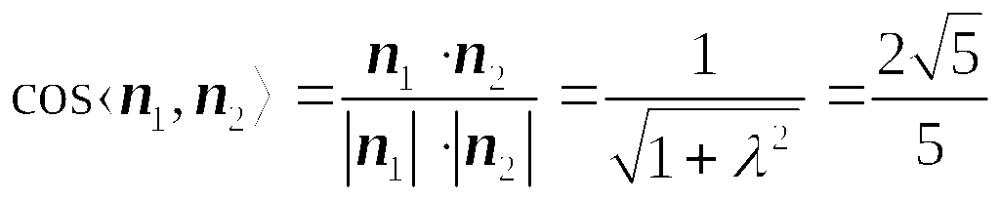 cos⟨n₁, n₂⟩ = (n₁ · n₂)/(|n₁| · |n₂|) = 1/√(1 + λ²) = 2√5/5